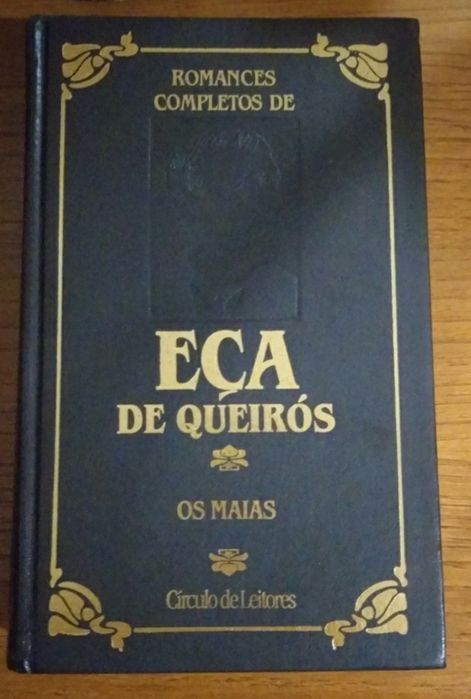 ROMANCES
COMPLETOS DE
EÇA
DE QUEIRÓS
OS MAIAS
Círculo de Leitores